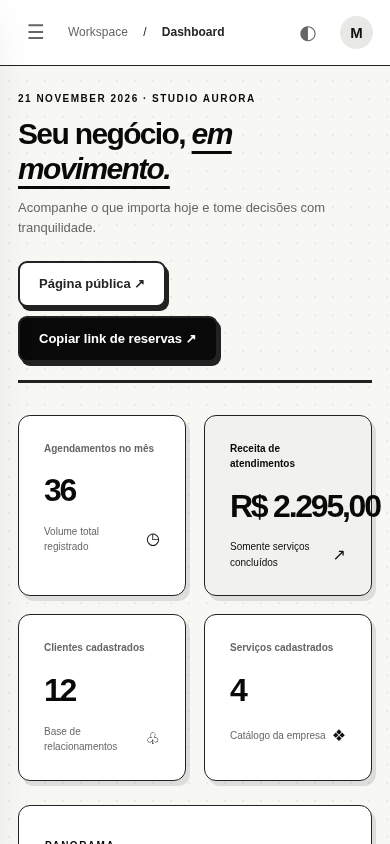 Workspace / Dashboard
M
21 NOVEMBER 2026 · STUDIO AURORA
Seu negócio, em
movimento.
Acompanhe o que importa hoje e tome decisões com
tranquilidade.
Página pública ↗
Copiar link de reservas ↗
Agendamentos no mês
36
Volume total
registrado
Receita de
atendimentos
R$ 2.295,00
Somente serviços
concluídos
Clientes cadastrados
12
Base de
relacionamentos
Serviços cadastrados
4
Catálogo da empresa
PANORAMA